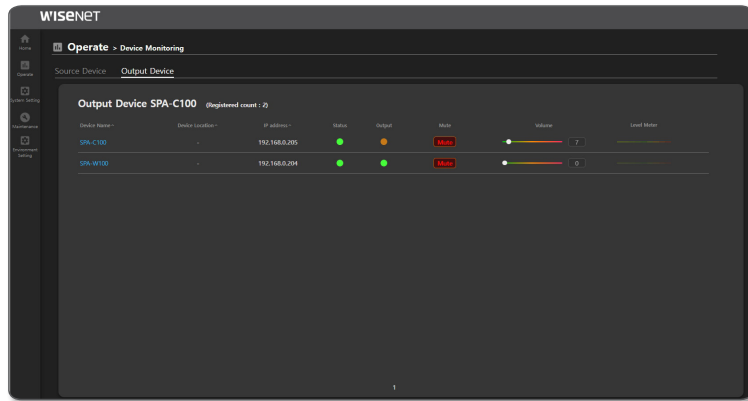 WISENET
Home
Operate
System Setting
Maintenance
Environment
Setting
Operate > Device Monitoring
Source Device Output Device
Output Device SPA-C100 (Registered count : 2)
Device Name Device Location IP address Status Output Mute Volume Level Meter
SPA-C100 - 192.168.0.205 Mute 7
SPA-W100 - 192.168.0.204 Mute 0
1